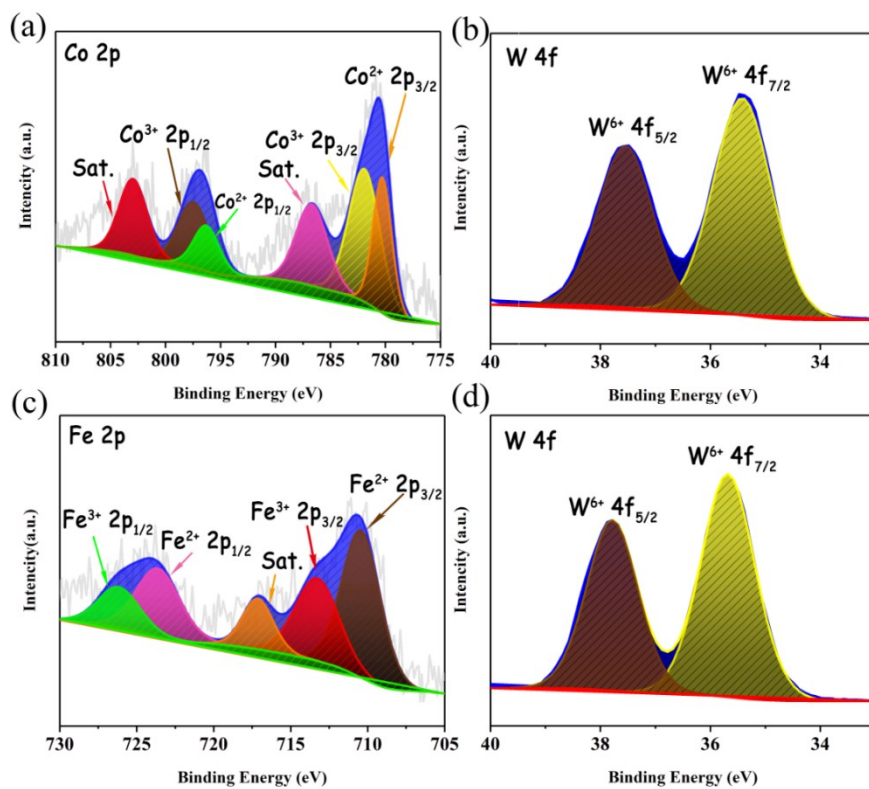 (a)
Co 2p
Co²⁺ 2p₃/₂
Co³⁺ 2p₁/₂
Co³⁺ 2p₃/₂
Sat.
Sat.
Co²⁺ 2p₁/₂
Intencity (a.u.)
810 805 800 795 790 785 780 775
Binding Energy (eV)
(b)
W 4f
W⁶⁺ 4f₇/₂
W⁶⁺ 4f₅/₂
Intencity (a.u.)
40 38 36 34
Binding Energy (eV)
(c)
Fe 2p
Fe²⁺ 2p₃/₂
Fe³⁺ 2p₃/₂
Fe³⁺ 2p₁/₂
Fe²⁺ 2p₁/₂
Sat.
Intencity(a.u.)
730 725 720 715 710 705
Binding Energy (eV)
(d)
W 4f
W⁶⁺ 4f₇/₂
W⁶⁺ 4f₅/₂
Intencity (a.u.)
40 38 36 34
Binding Energy (eV)